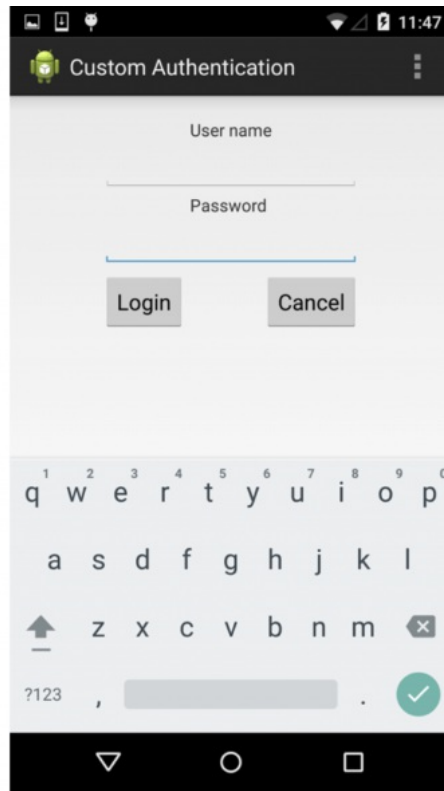 11:47
Custom Authentication
User name
Password
Login Cancel
1 2 3 4 5 6 7 8 9 0
q w e r t y u i o p
a s d f g h j k l
z x c v b n m
?123 , .